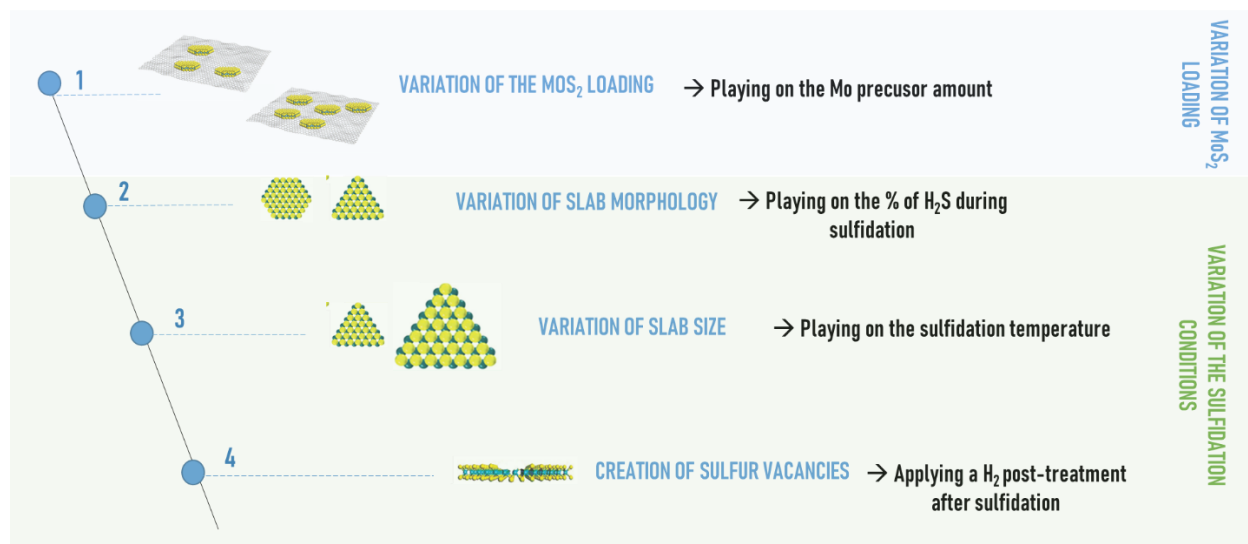 1
VARIATION OF THE MOS₂ LOADING
→ Playing on the Mo precusor amount
VARIATION OF MoS₂
LOADING
2
VARIATION OF SLAB MORPHOLOGY
→ Playing on the % of H₂S during
sulfidation
3
VARIATION OF SLAB SIZE
→ Playing on the sulfidation temperature
4
CREATION OF SULFUR VACANCIES
→ Applying a H₂ post-treatment
after sulfidation
VARIATION OF THE SULFIDATION
CONDITIONS